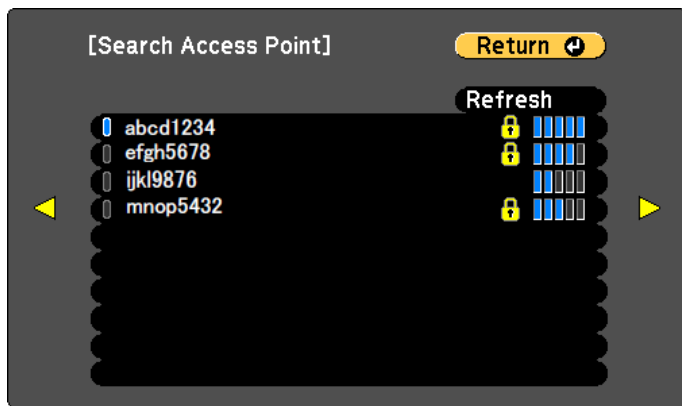 [Search Access Point]
Return
Refresh
abcd1234
efgh5678
ijkl9876
mnop5432